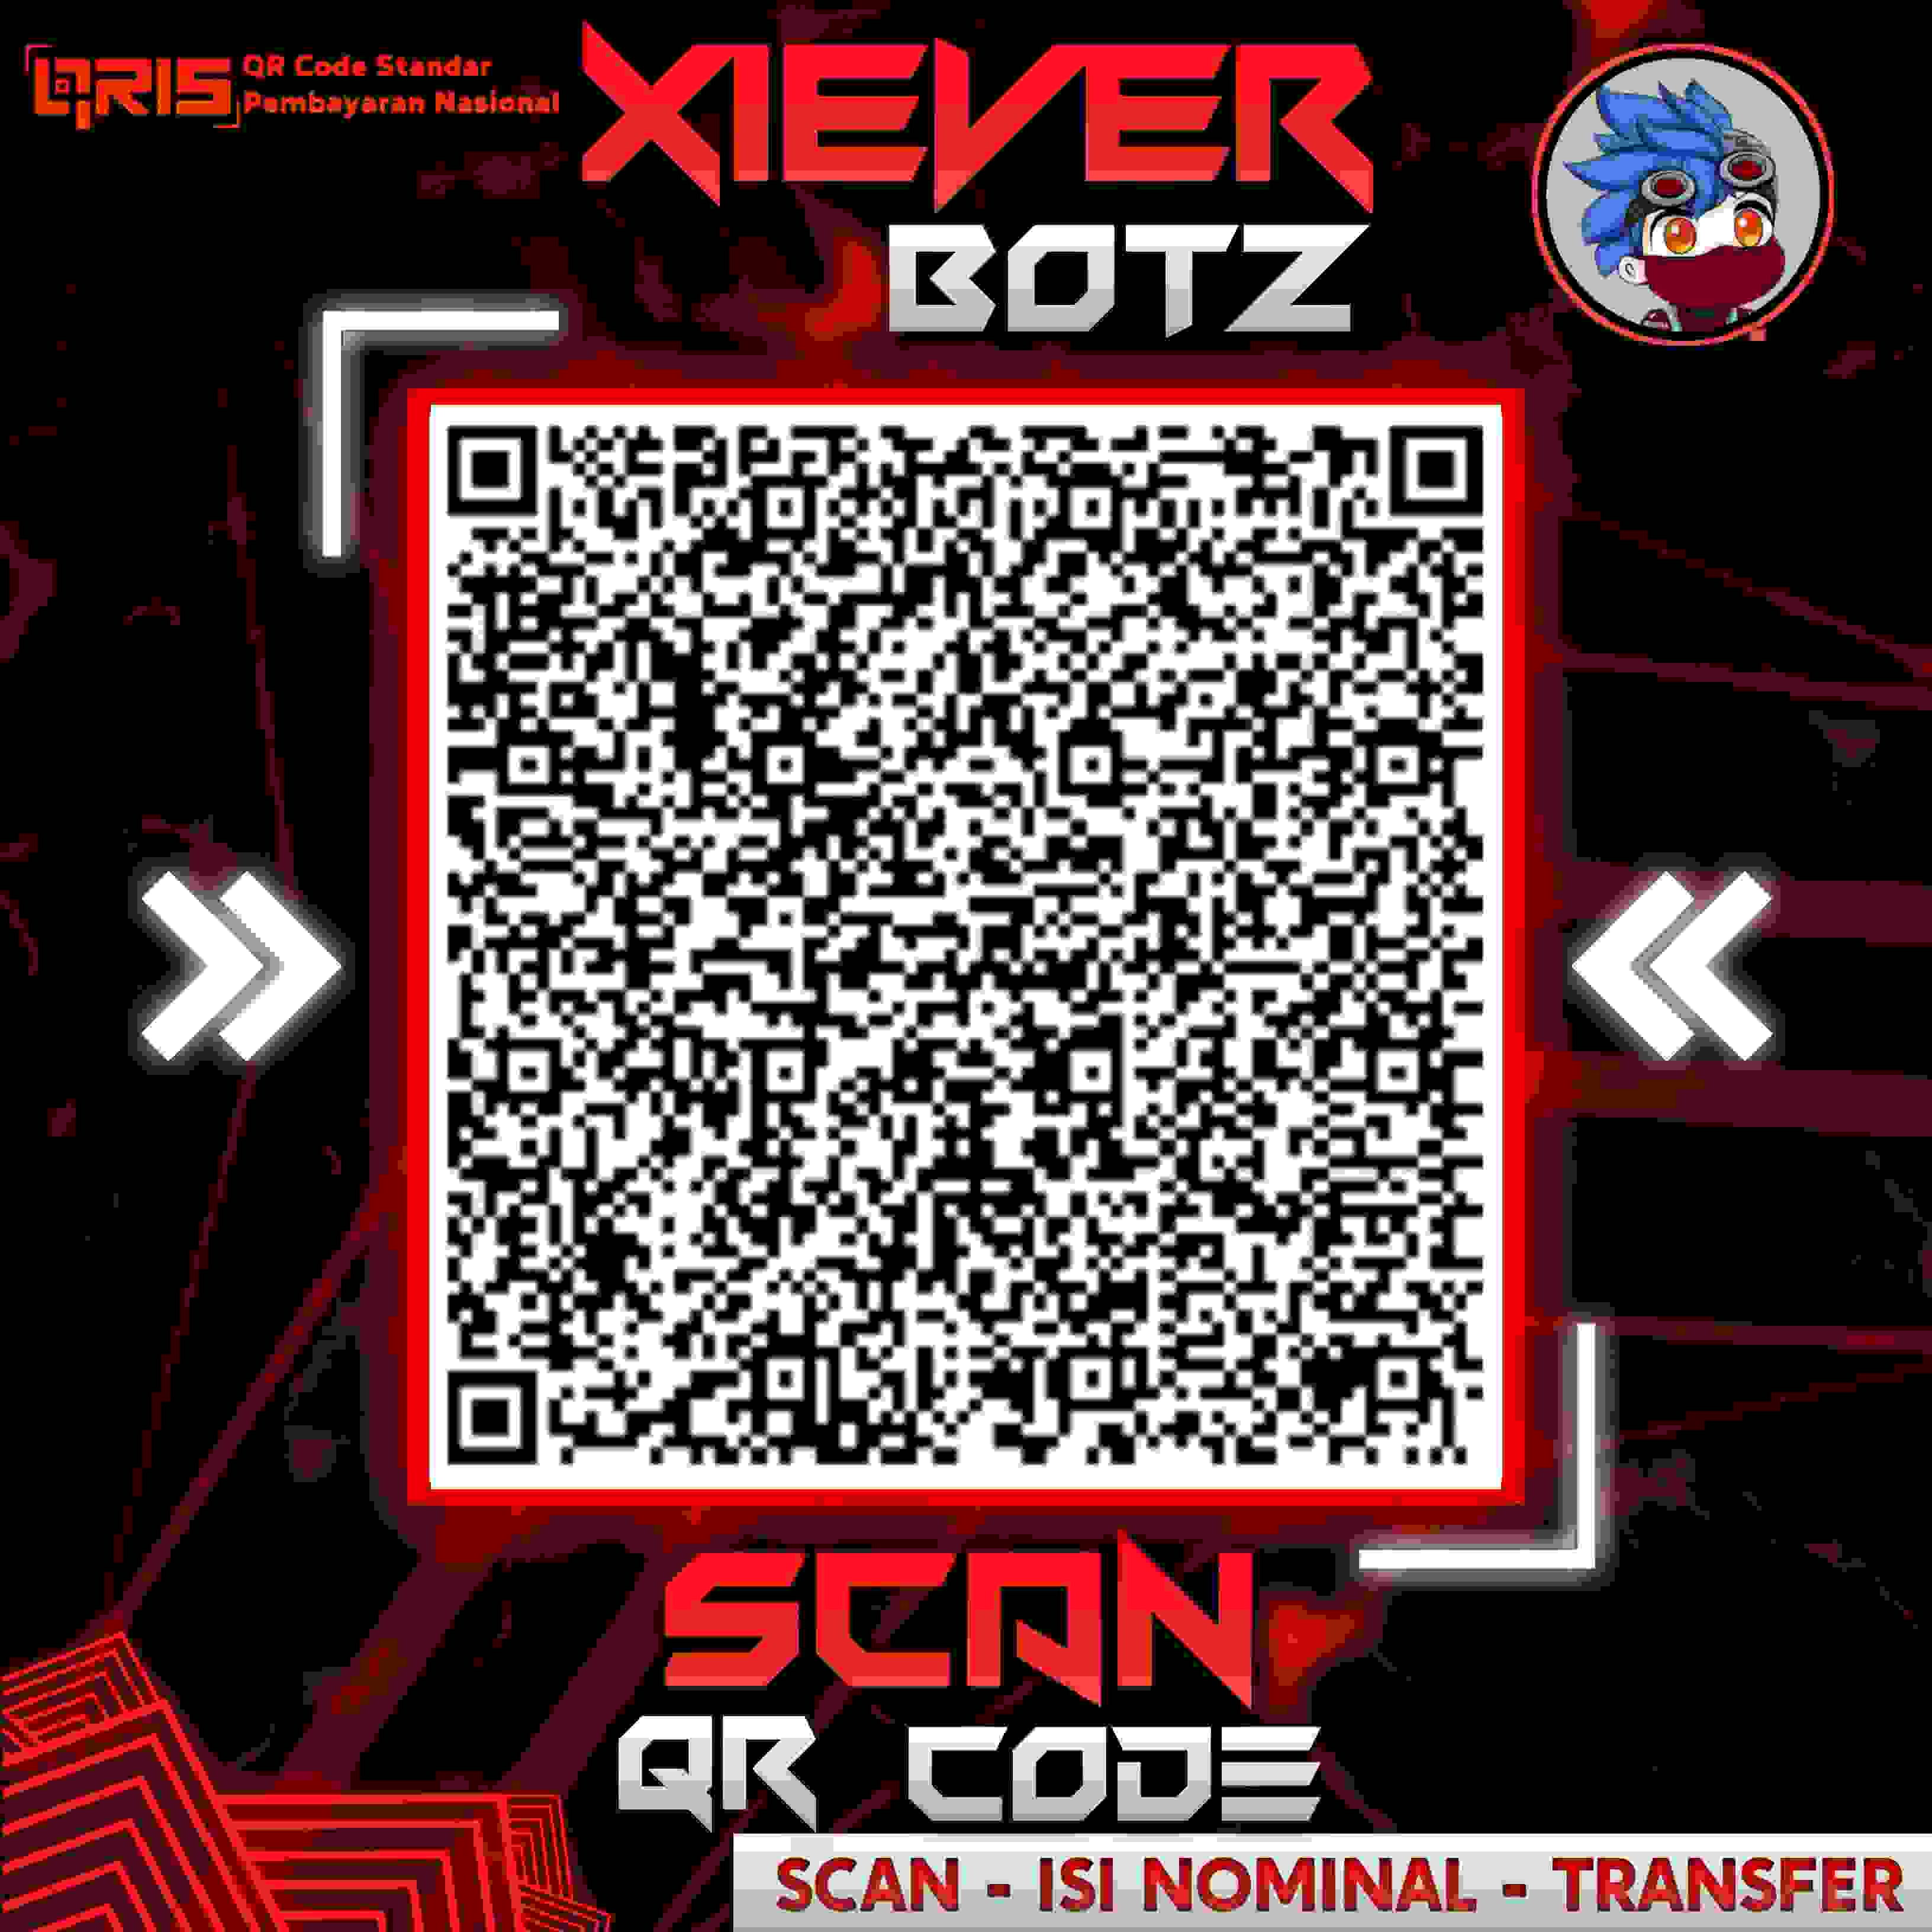 QRIS
QR Code Standar
Pembayaran Nasional
XIEVER
BOTZ
SCAN
QR CODE
SCAN - ISI NOMINAL - TRANSFER